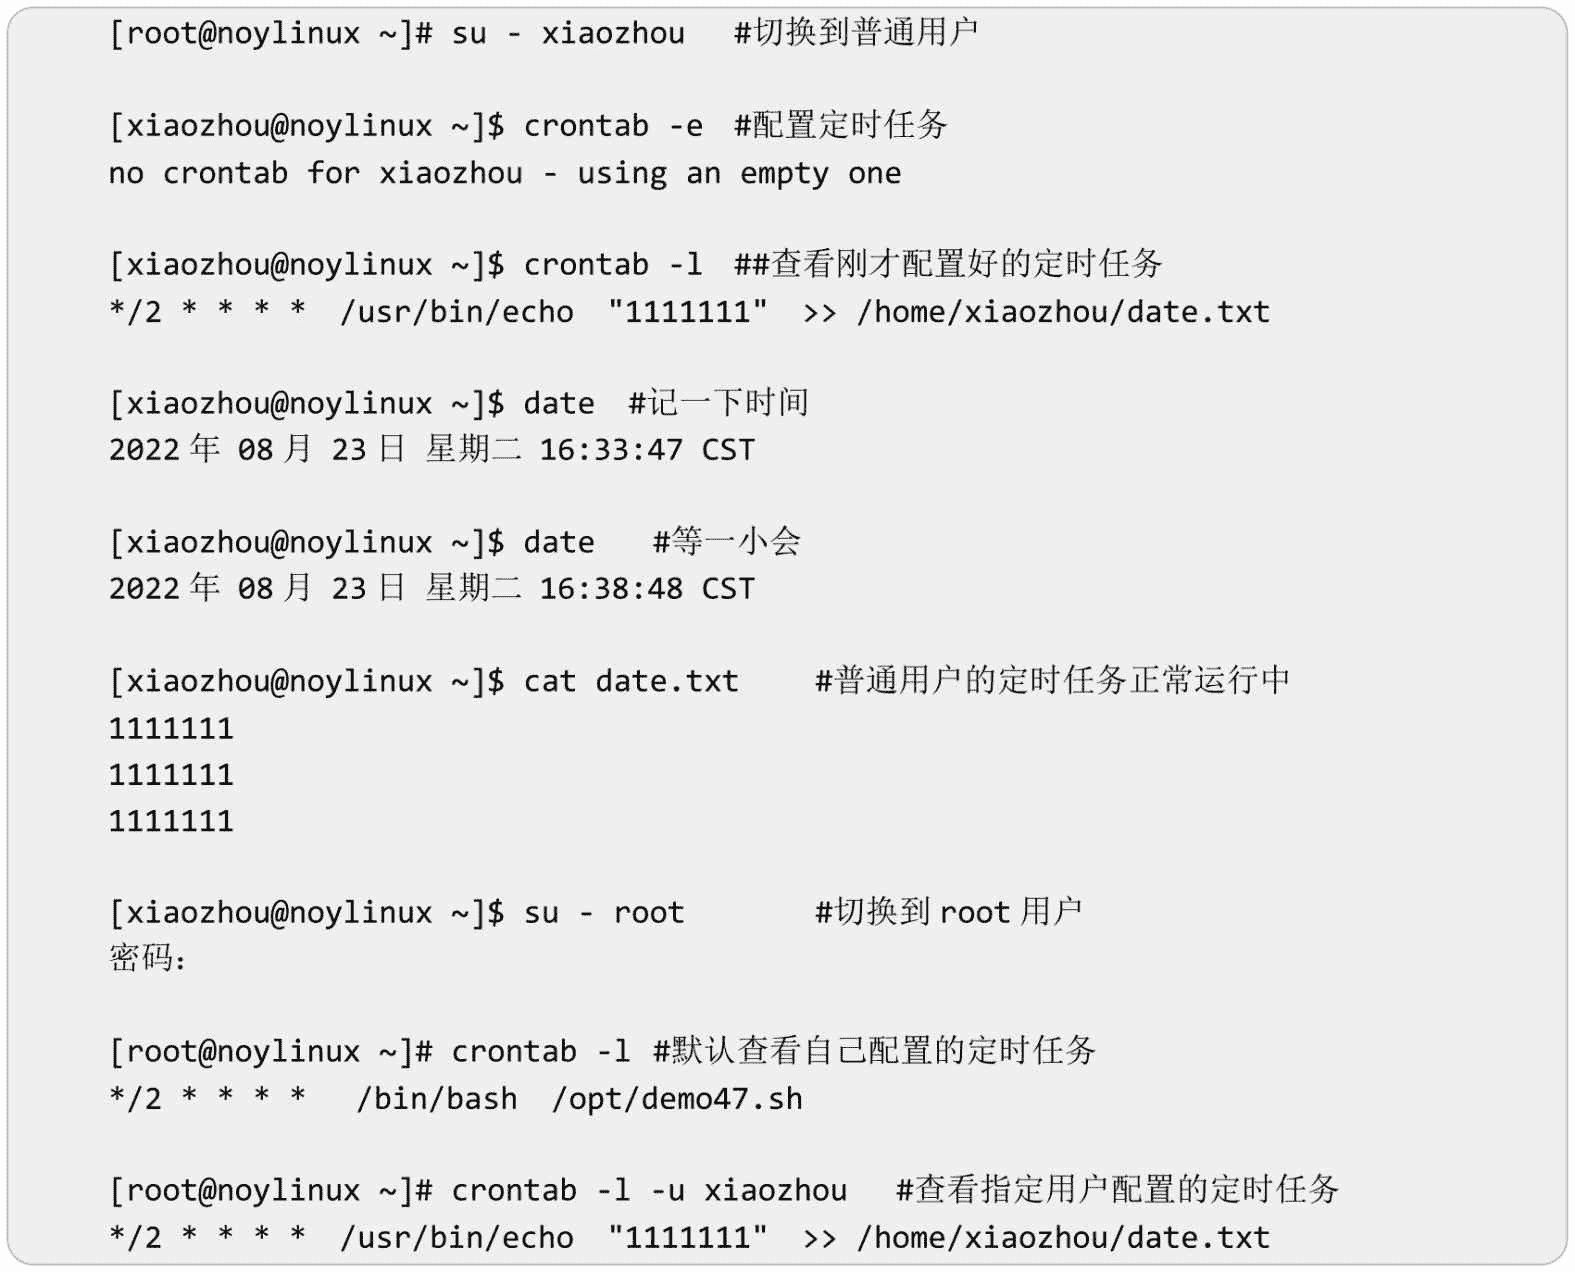 [root@noylinux ~]# su - xiaozhou   #切换到普通用户
[xiaozhou@noylinux ~]$ crontab -e  #配置定时任务
no crontab for xiaozhou - using an empty one
[xiaozhou@noylinux ~]$ crontab -l  ##查看刚才配置好的定时任务
*/2 * * * *  /usr/bin/echo  "1111111"  >> /home/xiaozhou/date.txt
[xiaozhou@noylinux ~]$ date  #记一下时间
2022 年 08 月 23 日 星期二 16:33:47 CST
[xiaozhou@noylinux ~]$ date   #等一小会
2022 年 08 月 23 日 星期二 16:38:48 CST
[xiaozhou@noylinux ~]$ cat date.txt    #普通用户的定时任务正常运行中
1111111
1111111
1111111
[xiaozhou@noylinux ~]$ su - root       #切换到 root 用户
密码：
[root@noylinux ~]# crontab -l #默认查看自己配置的定时任务
*/2 * * * *   /bin/bash  /opt/demo47.sh
[root@noylinux ~]# crontab -l -u xiaozhou   #查看指定用户配置的定时任务
*/2 * * * *  /usr/bin/echo  "1111111"  >> /home/xiaozhou/date.txt